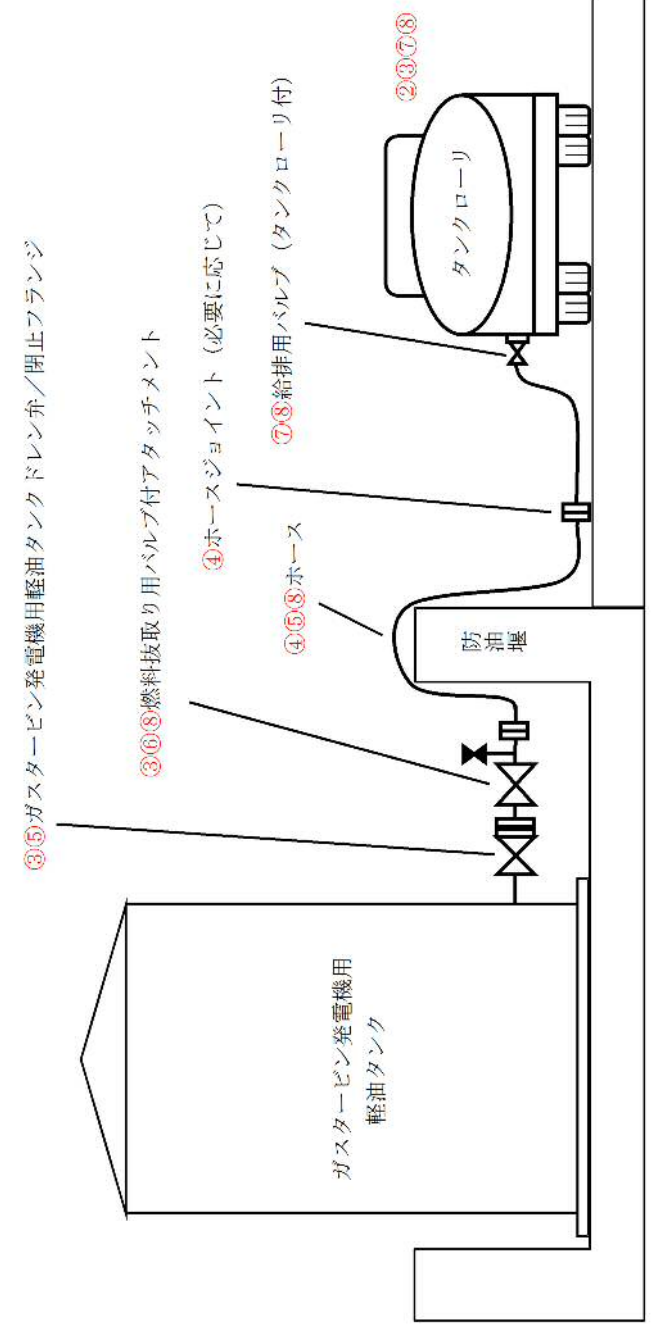 ③⑤ガスタービン発電機用軽油タンクドレン弁／閉止フランジ
③⑥⑧燃料抜取り用バルブ付アタッチメント
④ホースジョイント（必要に応じて）
⑦⑧給排用バルブ（タンクローリ付）
②③⑦⑧
④⑤⑧ホース
ガスタービン発電機用
軽油タンク
防油堰
タンクローリ